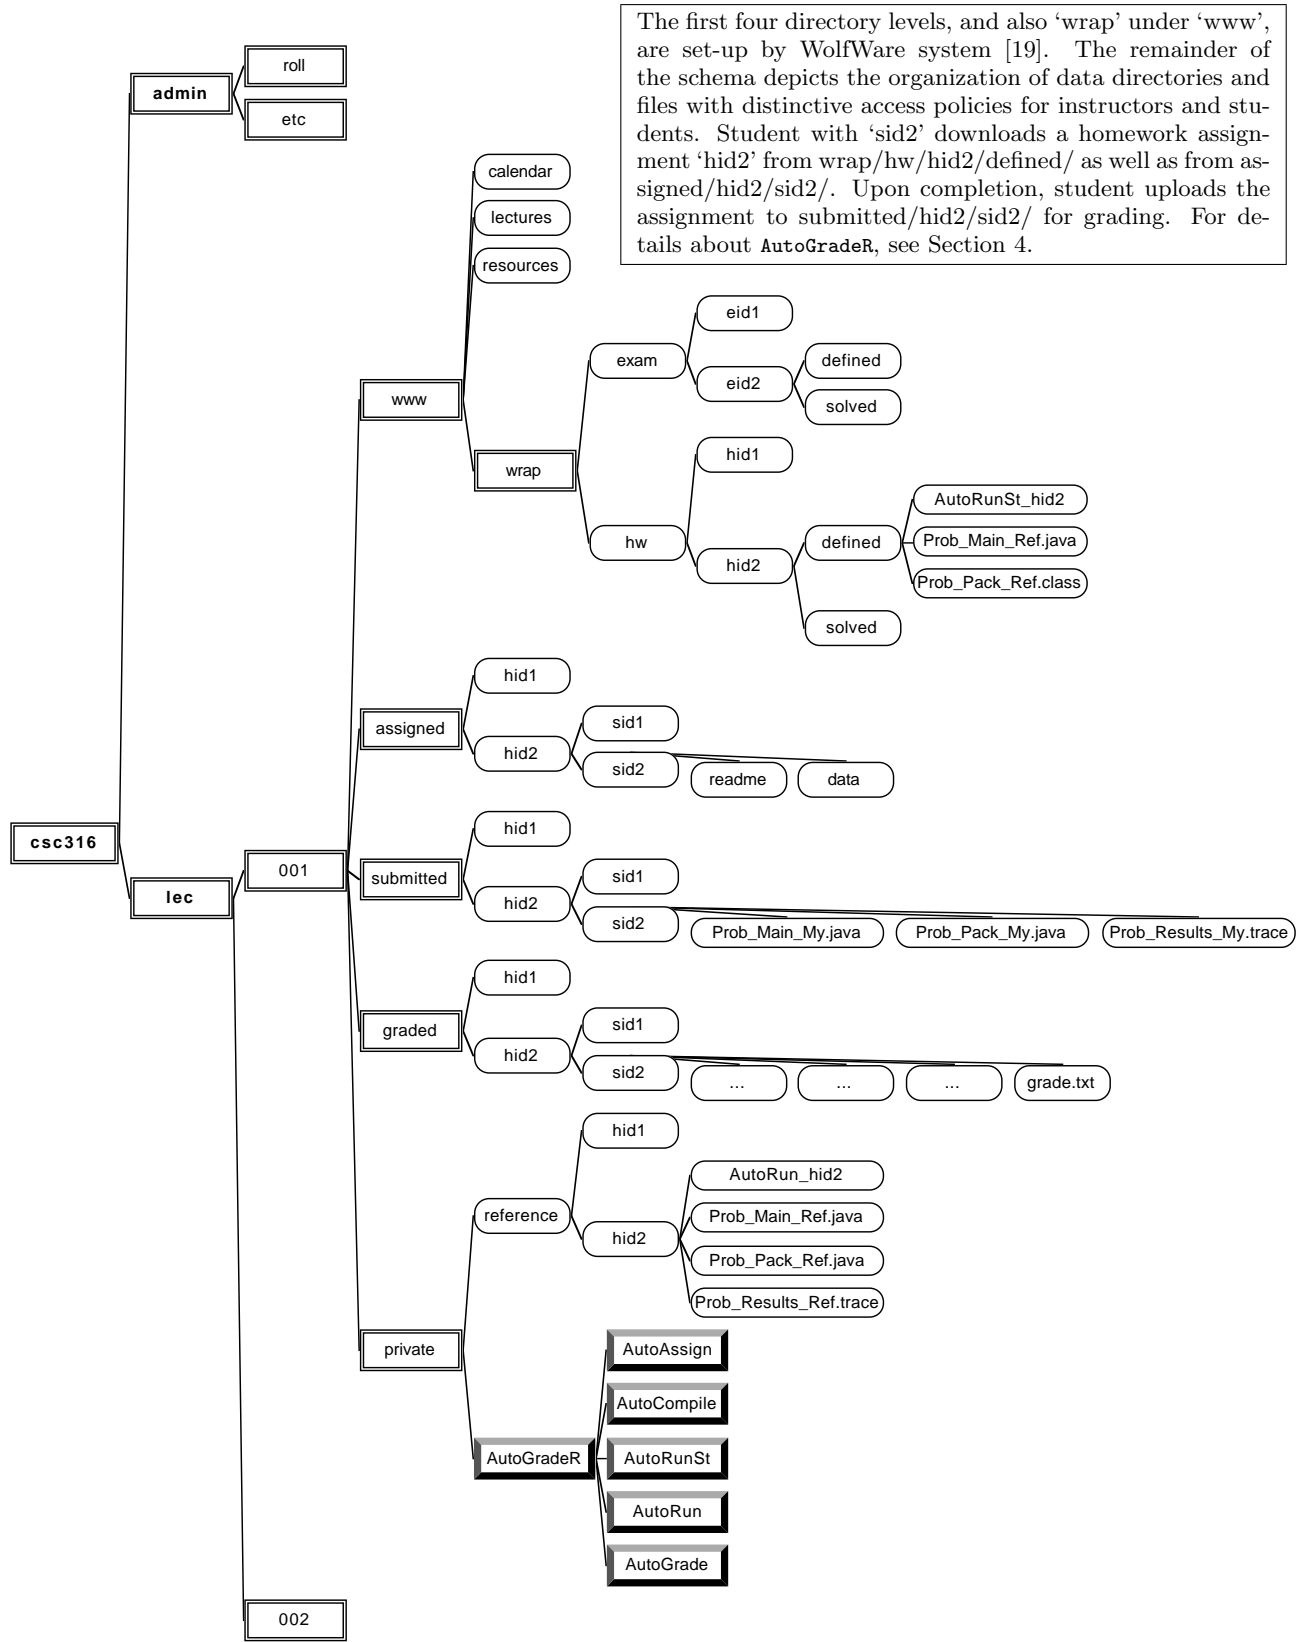 The first four directory levels, and also ‘wrap’ under ‘www’,
are set-up by WolfWare system [19]. The remainder of
the schema depicts the organization of data directories and
files with distinctive access policies for instructors and stu-
dents. Student with ‘sid2’ downloads a homework assign-
ment ‘hid2’ from wrap/hw/hid2/defined/ as well as from as-
signed/hid2/sid2/. Upon completion, student uploads the
assignment to submitted/hid2/sid2/ for grading. For de-
tails about AutoGradeR, see Section 4.
roll
admin
etc
calendar
lectures
resources
eid1
exam
defined
eid2
www
solved
hid1
wrap
AutoRunSt_hid2
hw
defined
Prob_Main_Ref.java
hid2
Prob_Pack_Ref.class
solved
hid1
sid1
assigned
hid2
sid2
readme
data
hid1
csc316
001
submitted
sid1
lec
hid2
sid2
Prob_Main_My.java
Prob_Pack_My.java
Prob_Results_My.trace
hid1
sid1
graded
hid2
sid2
...
...
...
grade.txt
hid1
AutoRun_hid2
reference
Prob_Main_Ref.java
hid2
Prob_Pack_Ref.java
Prob_Results_Ref.trace
private
AutoAssign
AutoCompile
AutoGradeR
AutoRunSt
AutoRun
AutoGrade
002